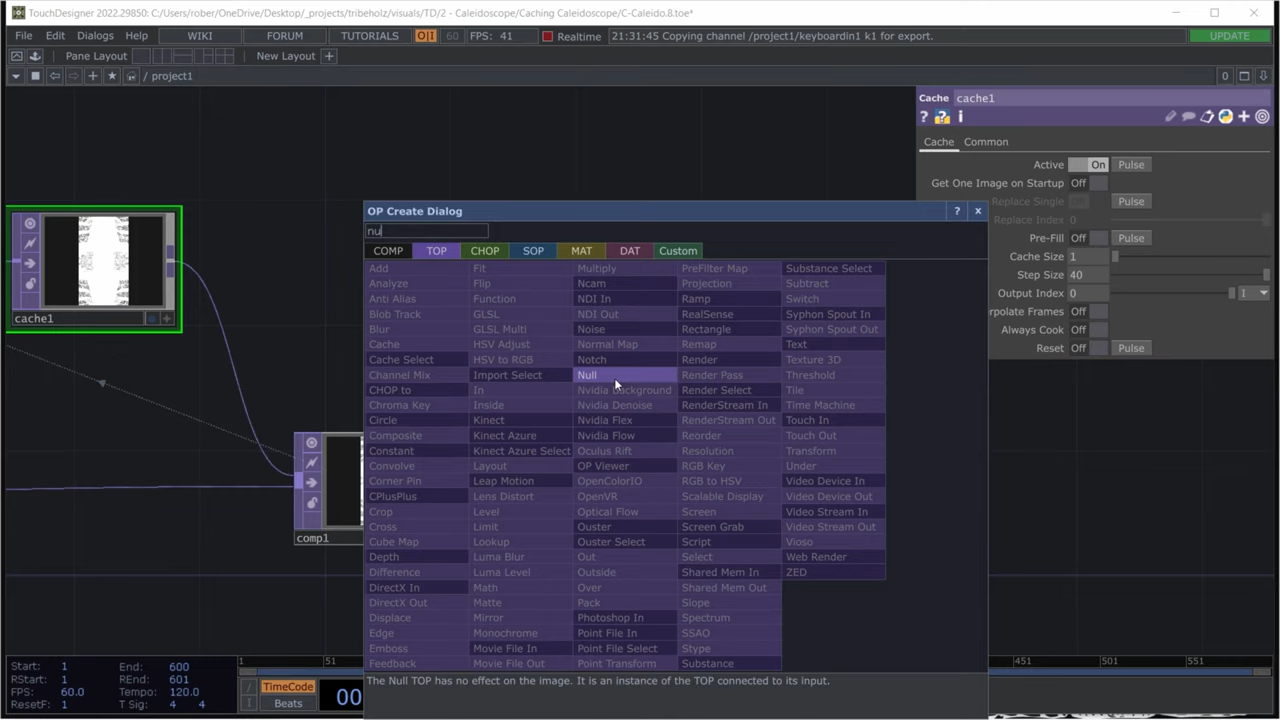 TouchDesigner 2022.29850: C:/Users/rober/OneDrive/Desktop/_projects/tribeholz/visuals/TD/2 - Caleidoscope/Caching Caleidoscope/C-Caleido.8.toe*
File Edit Dialogs Help WIKI FORUM TUTORIALS O|I 60 FPS: 41 Realtime 21:31:45 Copying channel /project1/keyboardin1 k1 for export. UPDATE
Pane Layout New Layout +
/ project1 0
Cache cache1
? ? i
Cache Common
Active On Pulse
Get One Image on Startup Off
Replace Single On Pulse
Replace Index 0
Pre-Fill Off Pulse
Cache Size 1
Step Size 40
Output Index 0 I
erpolate Frames Off
Always Cook Off
Reset Off Pulse
cache1
comp1
OP Create Dialog ? x
nu
COMP TOP CHOP SOP MAT DAT Custom
Add Fit Multiply PreFilter Map Substance Select
Analyze Flip Ncam Projection Subtract
Anti Alias Function NDI In Ramp Switch
Blob Track GLSL NDI Out RealSense Syphon Spout In
Blur GLSL Multi Noise Rectangle Syphon Spout Out
Cache HSV Adjust Normal Map Remap Text
Cache Select HSV to RGB Notch Render Texture 3D
Channel Mix Import Select Null Render Pass Threshold
CHOP to In Nvidia Background Render Select Tile
Chroma Key Inside Nvidia Denoise RenderStream In Time Machine
Circle Kinect Nvidia Flex RenderStream Out Touch In
Composite Kinect Azure Nvidia Flow Reorder Touch Out
Constant Kinect Azure Select Oculus Rift Resolution Transform
Convolve Layout OP Viewer RGB Key Under
Corner Pin Leap Motion OpenColorIO RGB to HSV Video Device In
CPlusPlus Lens Distort OpenVR Scalable Display Video Device Out
Crop Level Optical Flow Screen Video Stream In
Cross Limit Ouster Screen Grab Video Stream Out
Cube Map Lookup Ouster Select Script Vioso
Depth Luma Blur Out Select Web Render
Difference Luma Level Outside Shared Mem In ZED
DirectX In Math Over Shared Mem Out
DirectX Out Matte Pack Slope
Displace Mirror Photoshop In Spectrum
Edge Monochrome Point File In SSAO
Emboss Movie File In Point File Select Stype
Feedback Movie File Out Point Transform Substance
The Null TOP has no effect on the image. It is an instance of the TOP connected to its input.
Start: 1 End: 600
RStart: 1 REnd: 601
FPS: 60.0 Tempo: 120.0
ResetF: 1 T Sig: 4 4
TimeCode
Beats
00
1 51 451 501 551